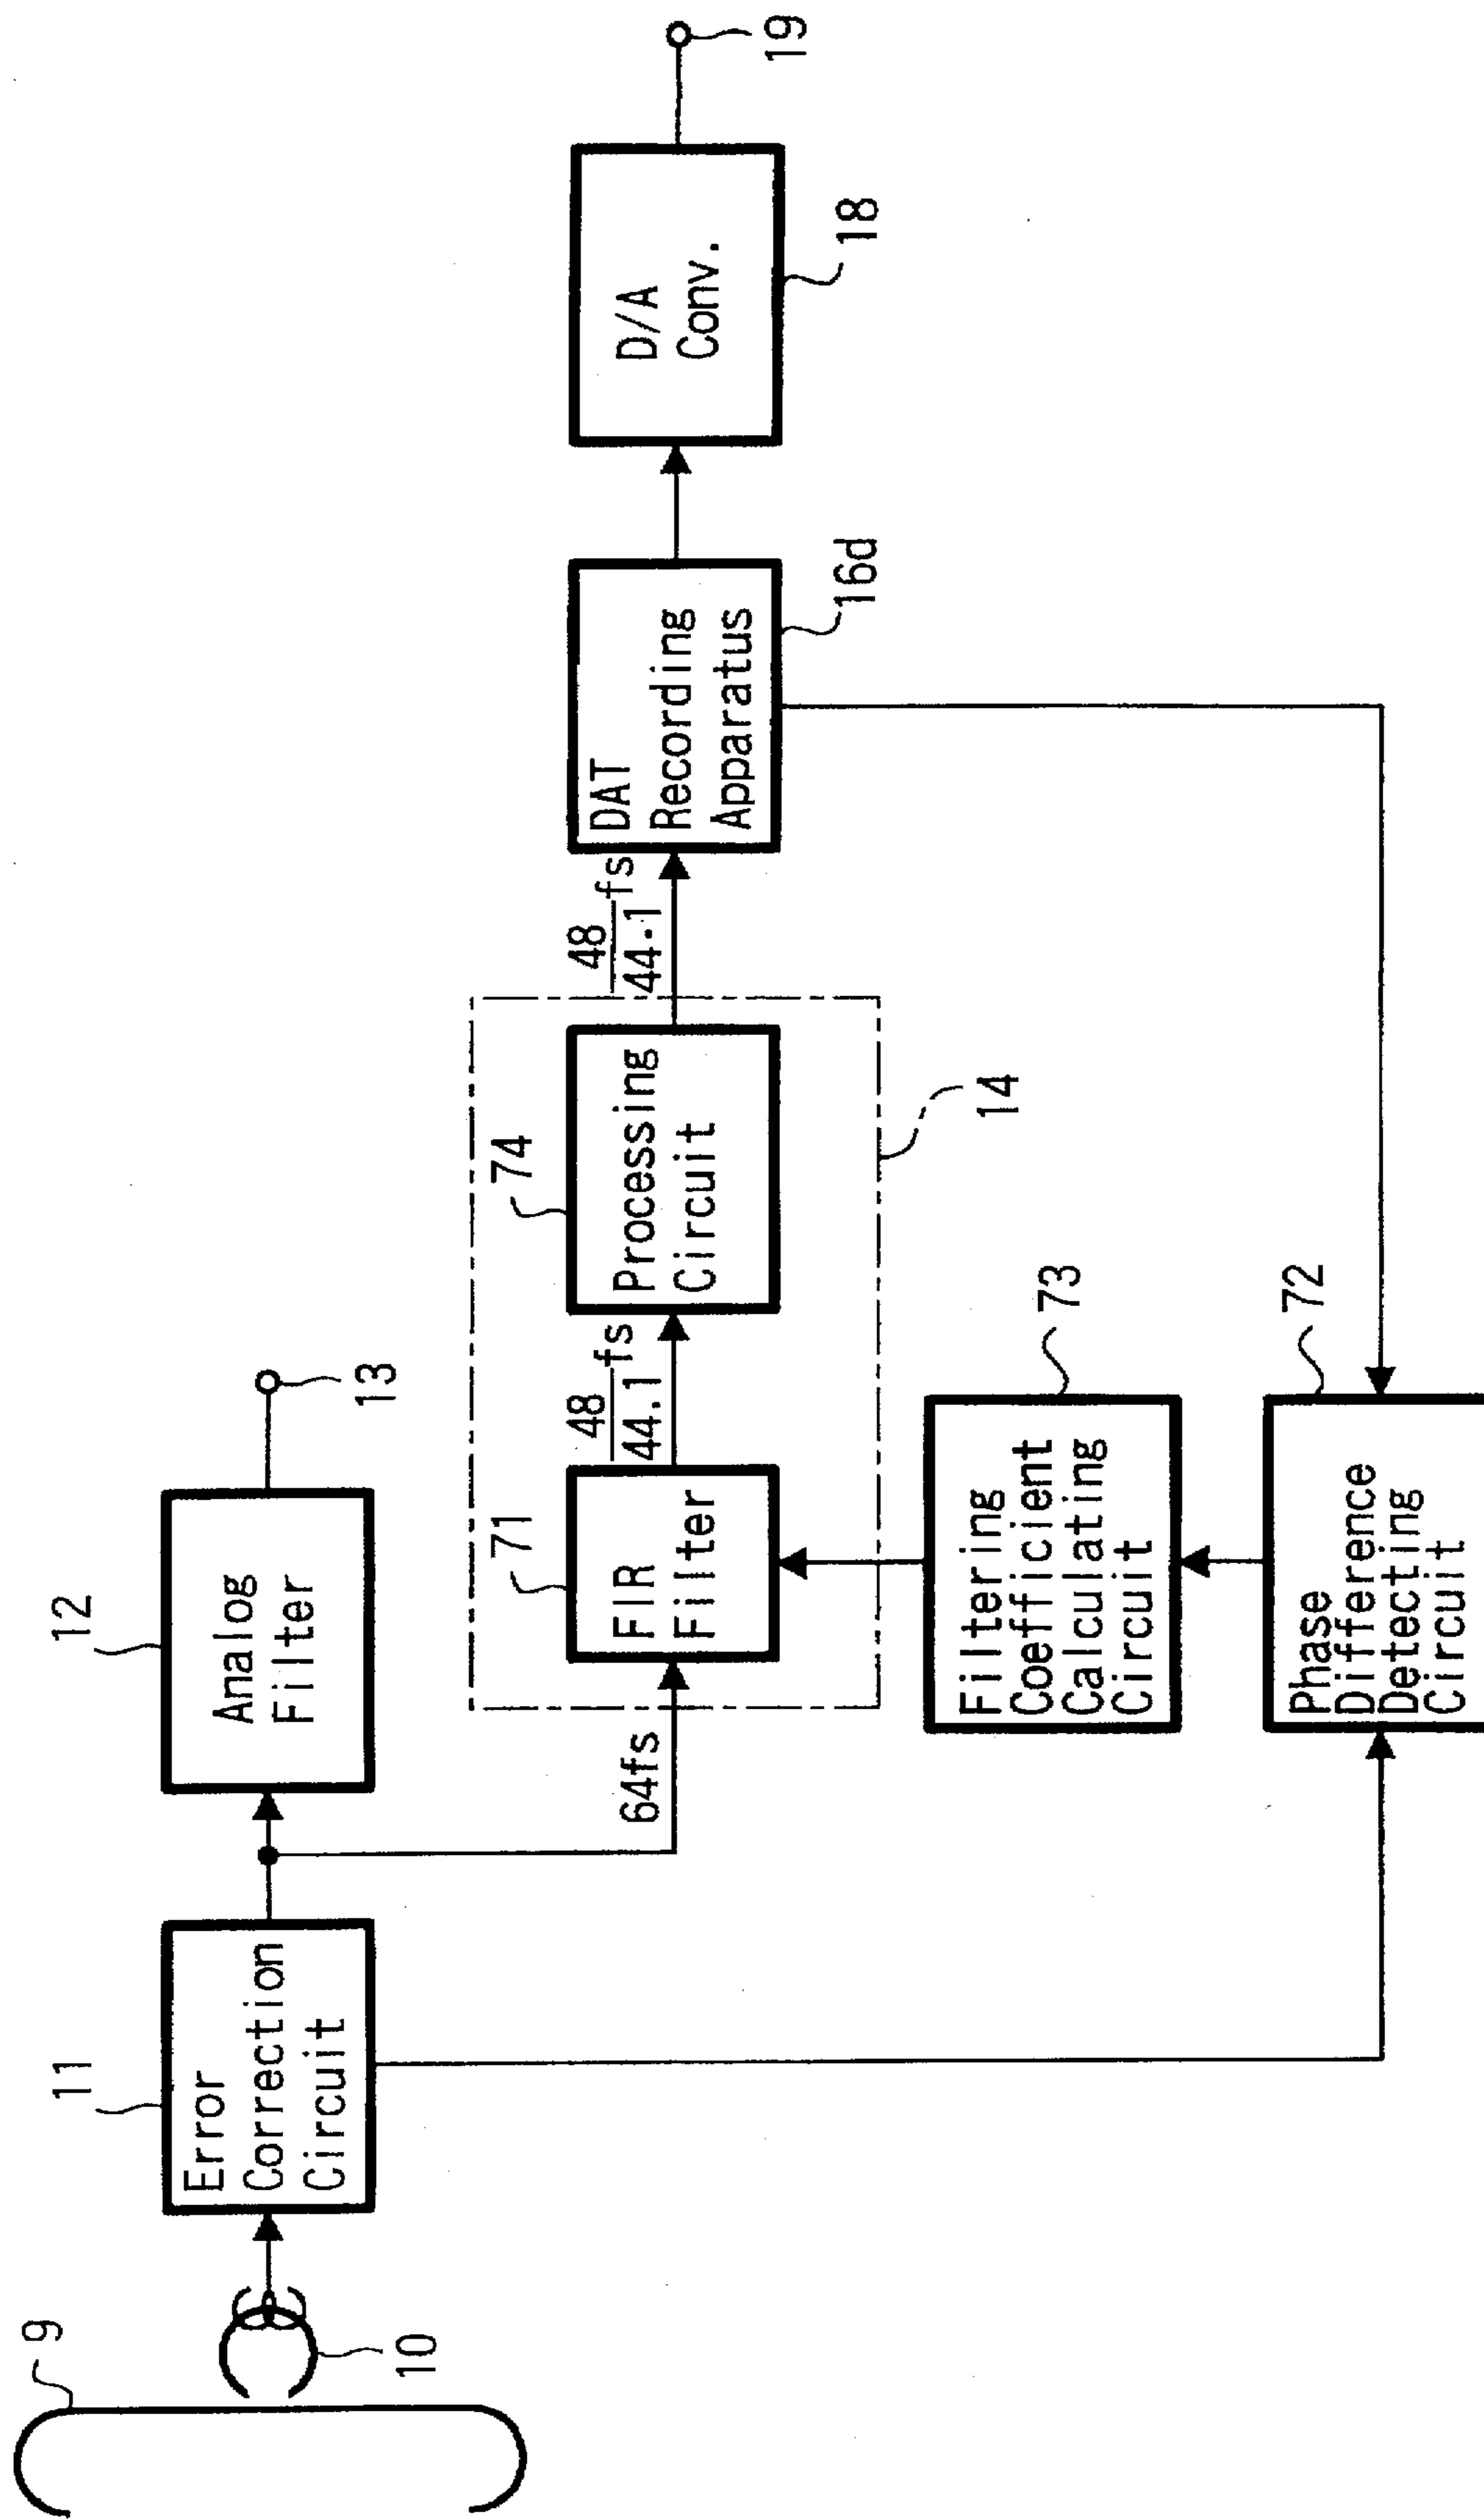 9
10
11
Error
Correction
Circuit
12
Analog
Filter
13
64fs
71
FIR
Filter
48
44.1
fs
74
Processing
Circuit
14
48
44.1
fs
DAT
Recording
Apparatus
16d
D/A
Conv.
18
19
73
Filtering
Coefficient
Calculating
Circuit
72
Phase
Difference
Detecting
Circuit